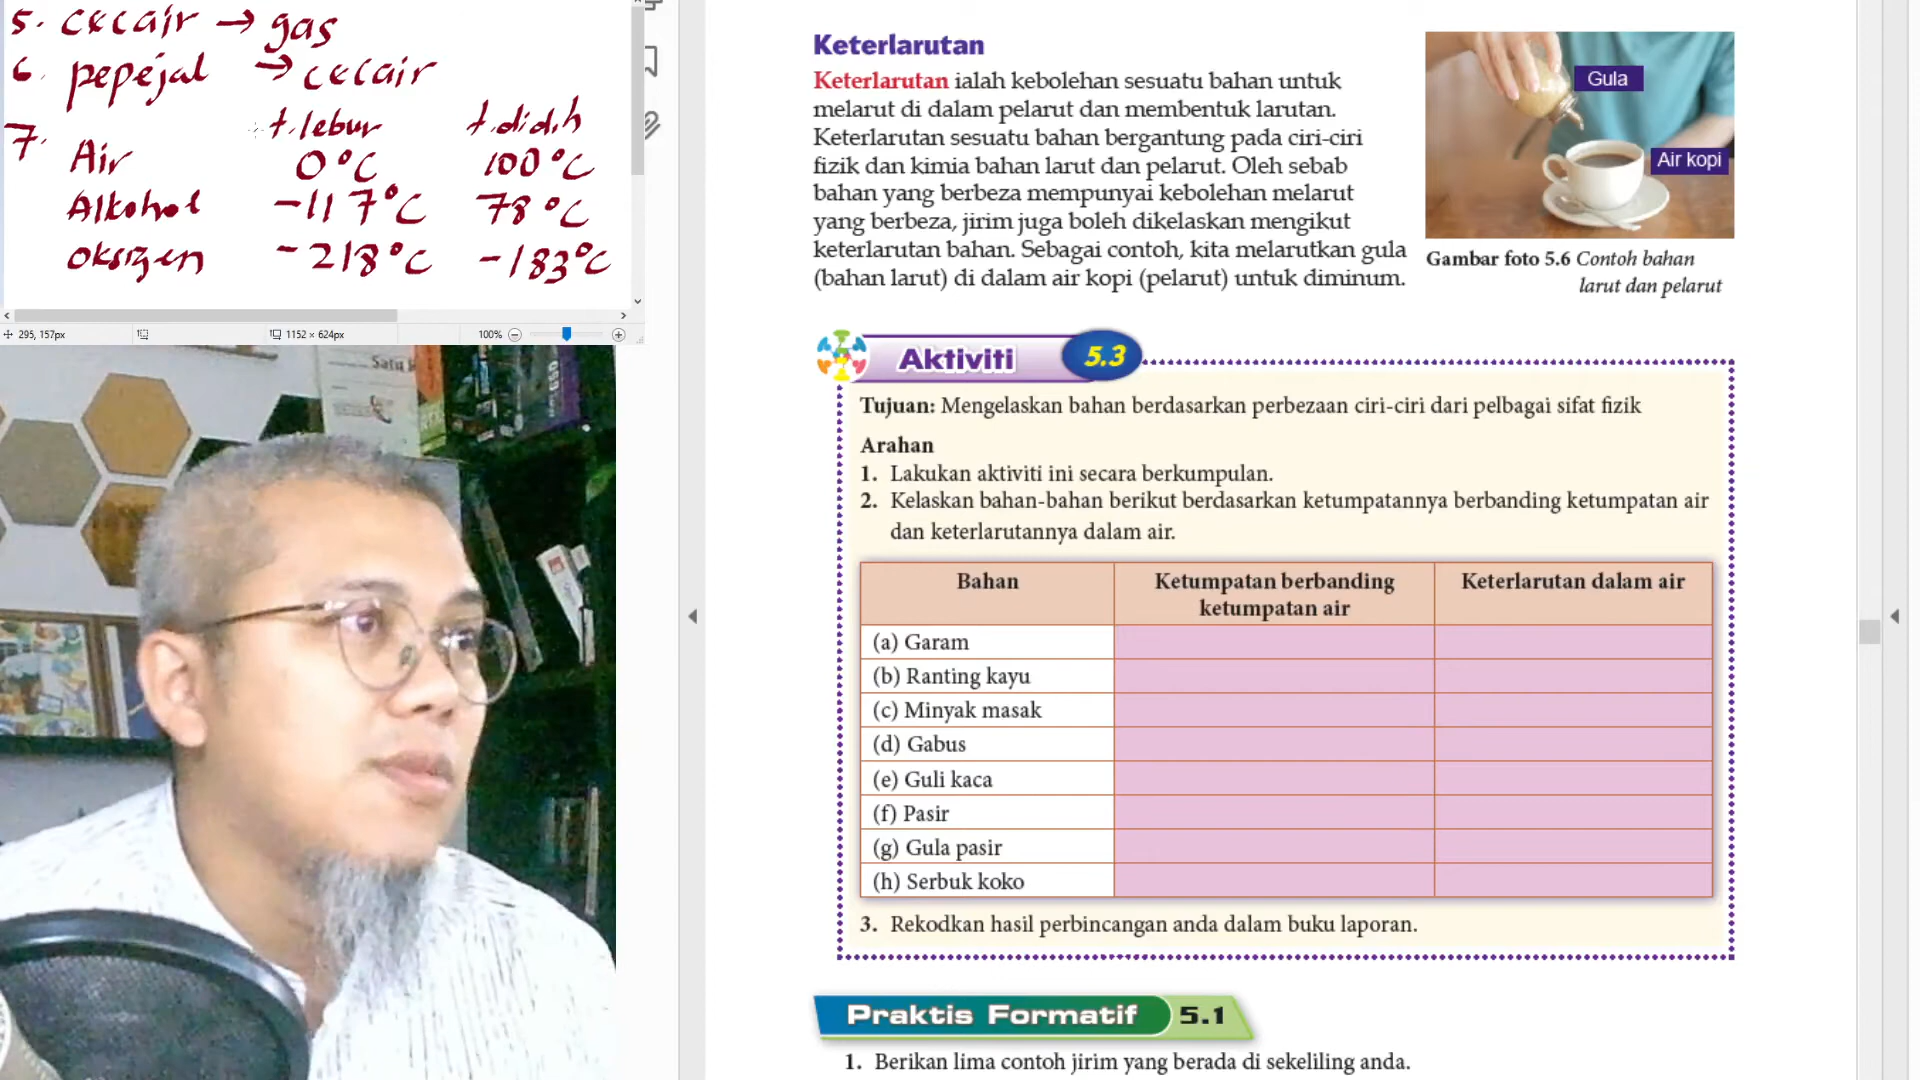 5. cecair → gas
6. pepejal → cecair
7. t.lebur t.didih
Air 0°C 100°C
Alkohol -117°C 78°C
Oksigen -218°C -183°C
295, 157px
1152 × 624px
100%
Satu
Keterlarutan
Keterlarutan ialah kebolehan sesuatu bahan untuk
melarut di dalam pelarut dan membentuk larutan.
Keterlarutan sesuatu bahan bergantung pada ciri-ciri
fizik dan kimia bahan larut dan pelarut. Oleh sebab
bahan yang berbeza mempunyai kebolehan melarut
yang berbeza, jirim juga boleh dikelaskan mengikut
keterlarutan bahan. Sebagai contoh, kita melarutkan gula
(bahan larut) di dalam air kopi (pelarut) untuk diminum.
Gula
Air kopi
Gambar foto 5.6 Contoh bahan
larut dan pelarut
Aktiviti 5.3
Tujuan: Mengelaskan bahan berdasarkan perbezaan ciri-ciri dari pelbagai sifat fizik
Arahan
1. Lakukan aktiviti ini secara berkumpulan.
2. Kelaskan bahan-bahan berikut berdasarkan ketumpatannya berbanding ketumpatan air
dan keterlarutannya dalam air.
Bahan Ketumpatan berbanding Keterlarutan dalam air
ketumpatan air
(a) Garam
(b) Ranting kayu
(c) Minyak masak
(d) Gabus
(e) Guli kaca
(f) Pasir
(g) Gula pasir
(h) Serbuk koko
3. Rekodkan hasil perbincangan anda dalam buku laporan.
Praktis Formatif 5.1
1. Berikan lima contoh jirim yang berada di sekeliling anda.